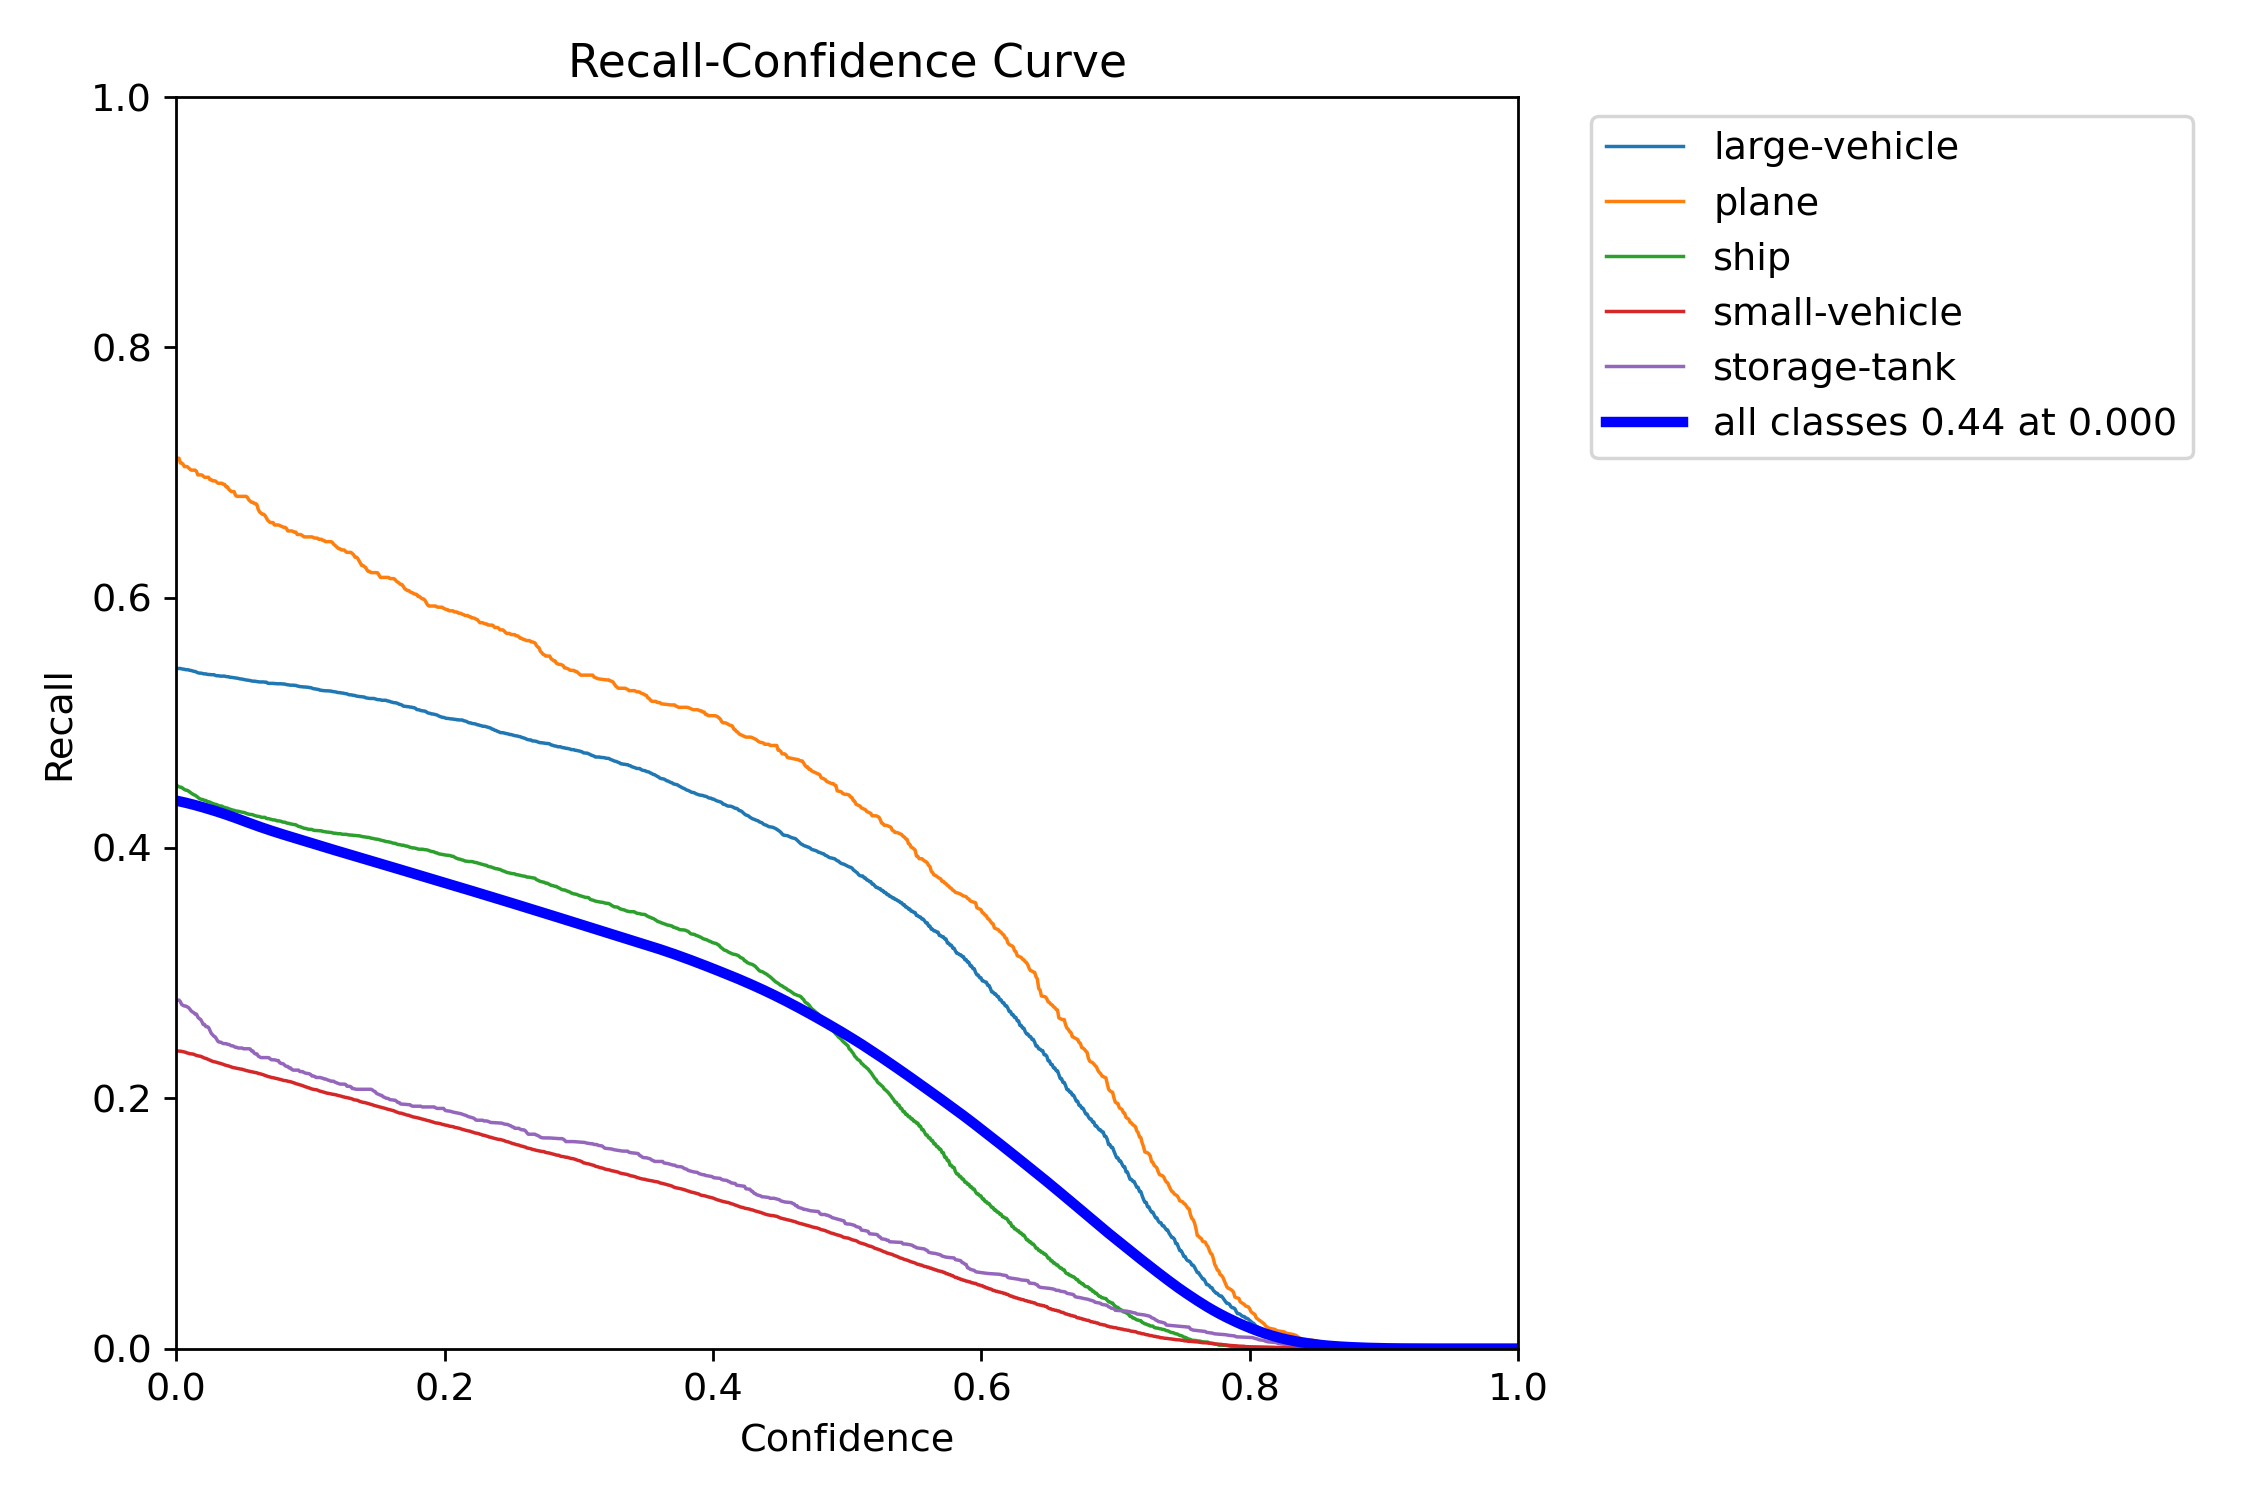 Recall-Confidence Curve
1.0
0.8
0.6
0.4
0.2
0.0
Recall
0.0 0.2 0.4 0.6 0.8 1.0
Confidence
large-vehicle
plane
ship
small-vehicle
storage-tank
all classes 0.44 at 0.000